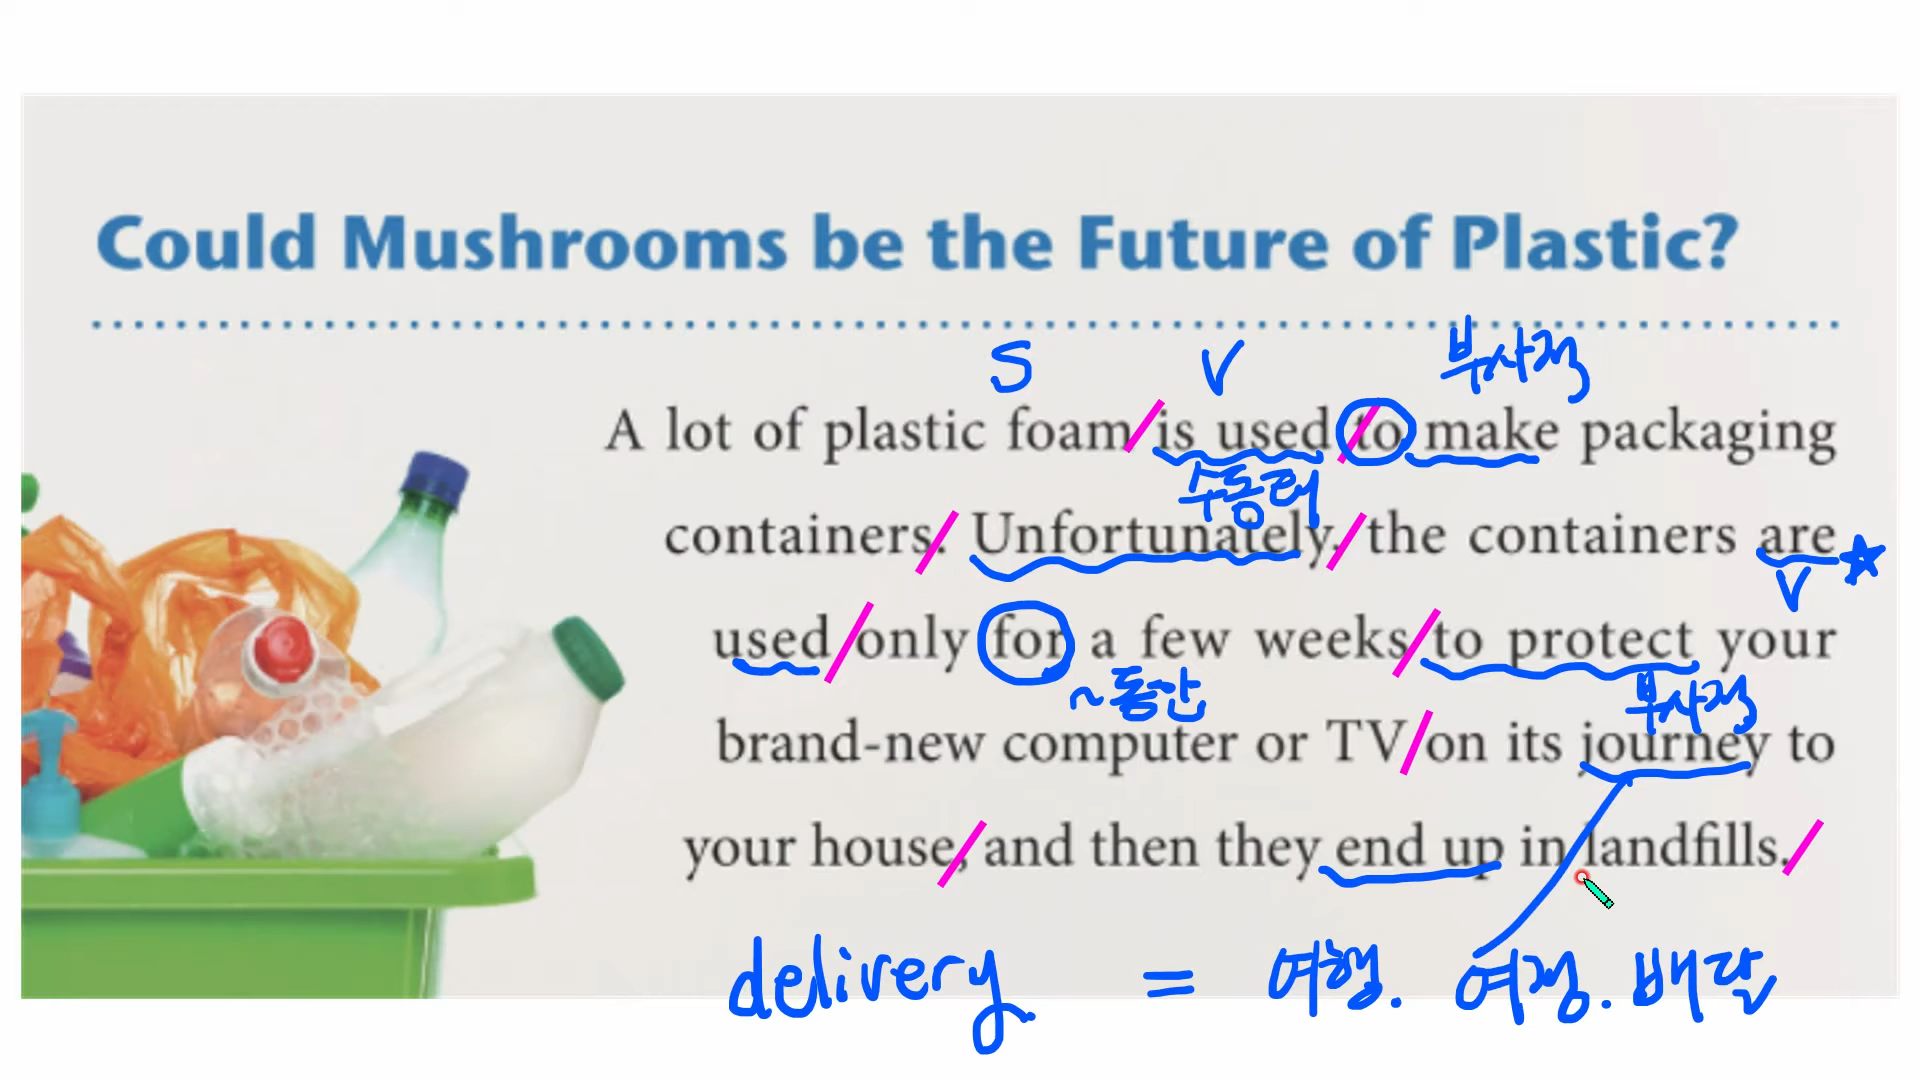 Could Mushrooms be the Future of Plastic?
S V 부사적
A lot of plastic foam is used to make packaging
수동태
containers. Unfortunately, the containers are
V
used only for a few weeks to protect your
~동안 부사적
brand-new computer or TV on its journey to
your house, and then they end up in landfills.
delivery = 여행. 여정. 배달